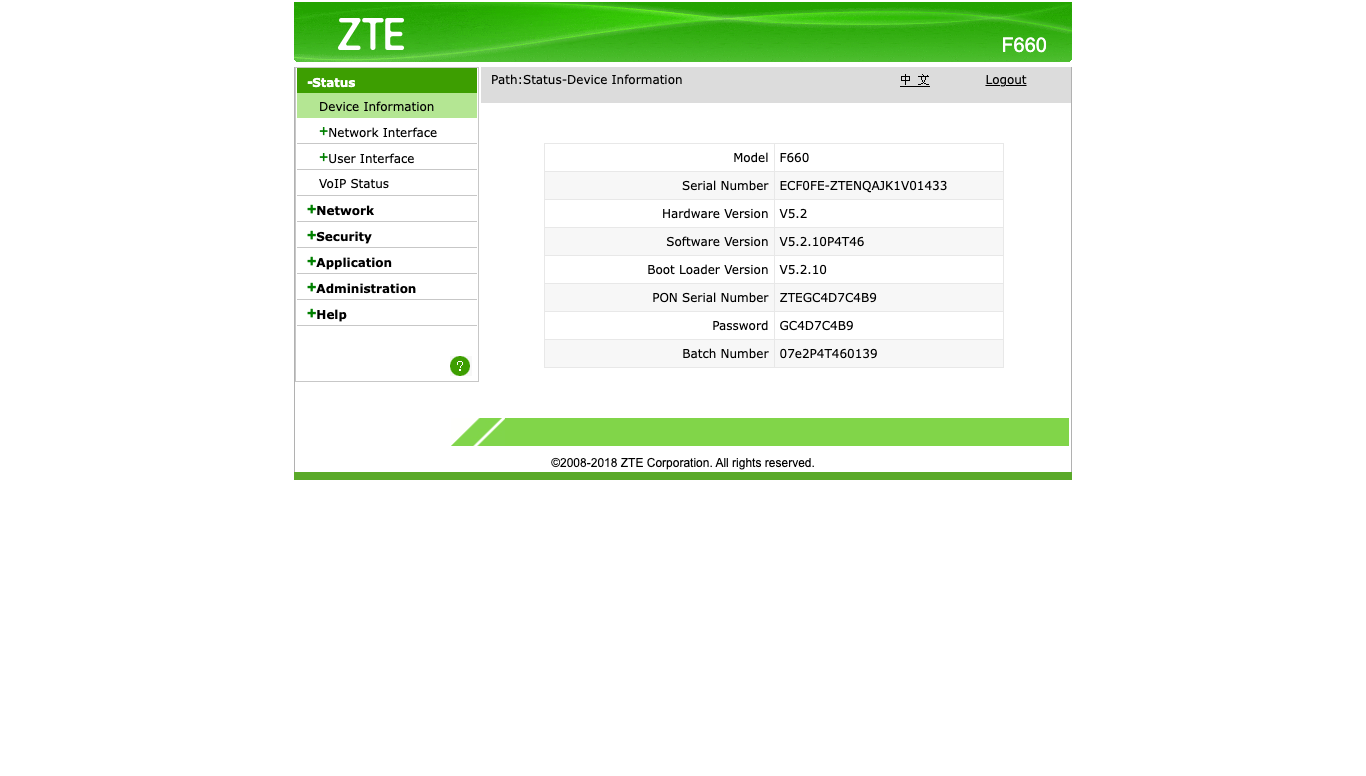 ZTE
F660
-Status
Path:Status-Device Information
中 文
Logout
Device Information
+Network Interface
+User Interface
VoIP Status
+Network
+Security
+Application
+Administration
+Help
?
Model F660
Serial Number ECF0FE-ZTENQAJK1V01433
Hardware Version V5.2
Software Version V5.2.10P4T46
Boot Loader Version V5.2.10
PON Serial Number ZTEGC4D7C4B9
Password GC4D7C4B9
Batch Number 07e2P4T460139
©2008-2018 ZTE Corporation. All rights reserved.